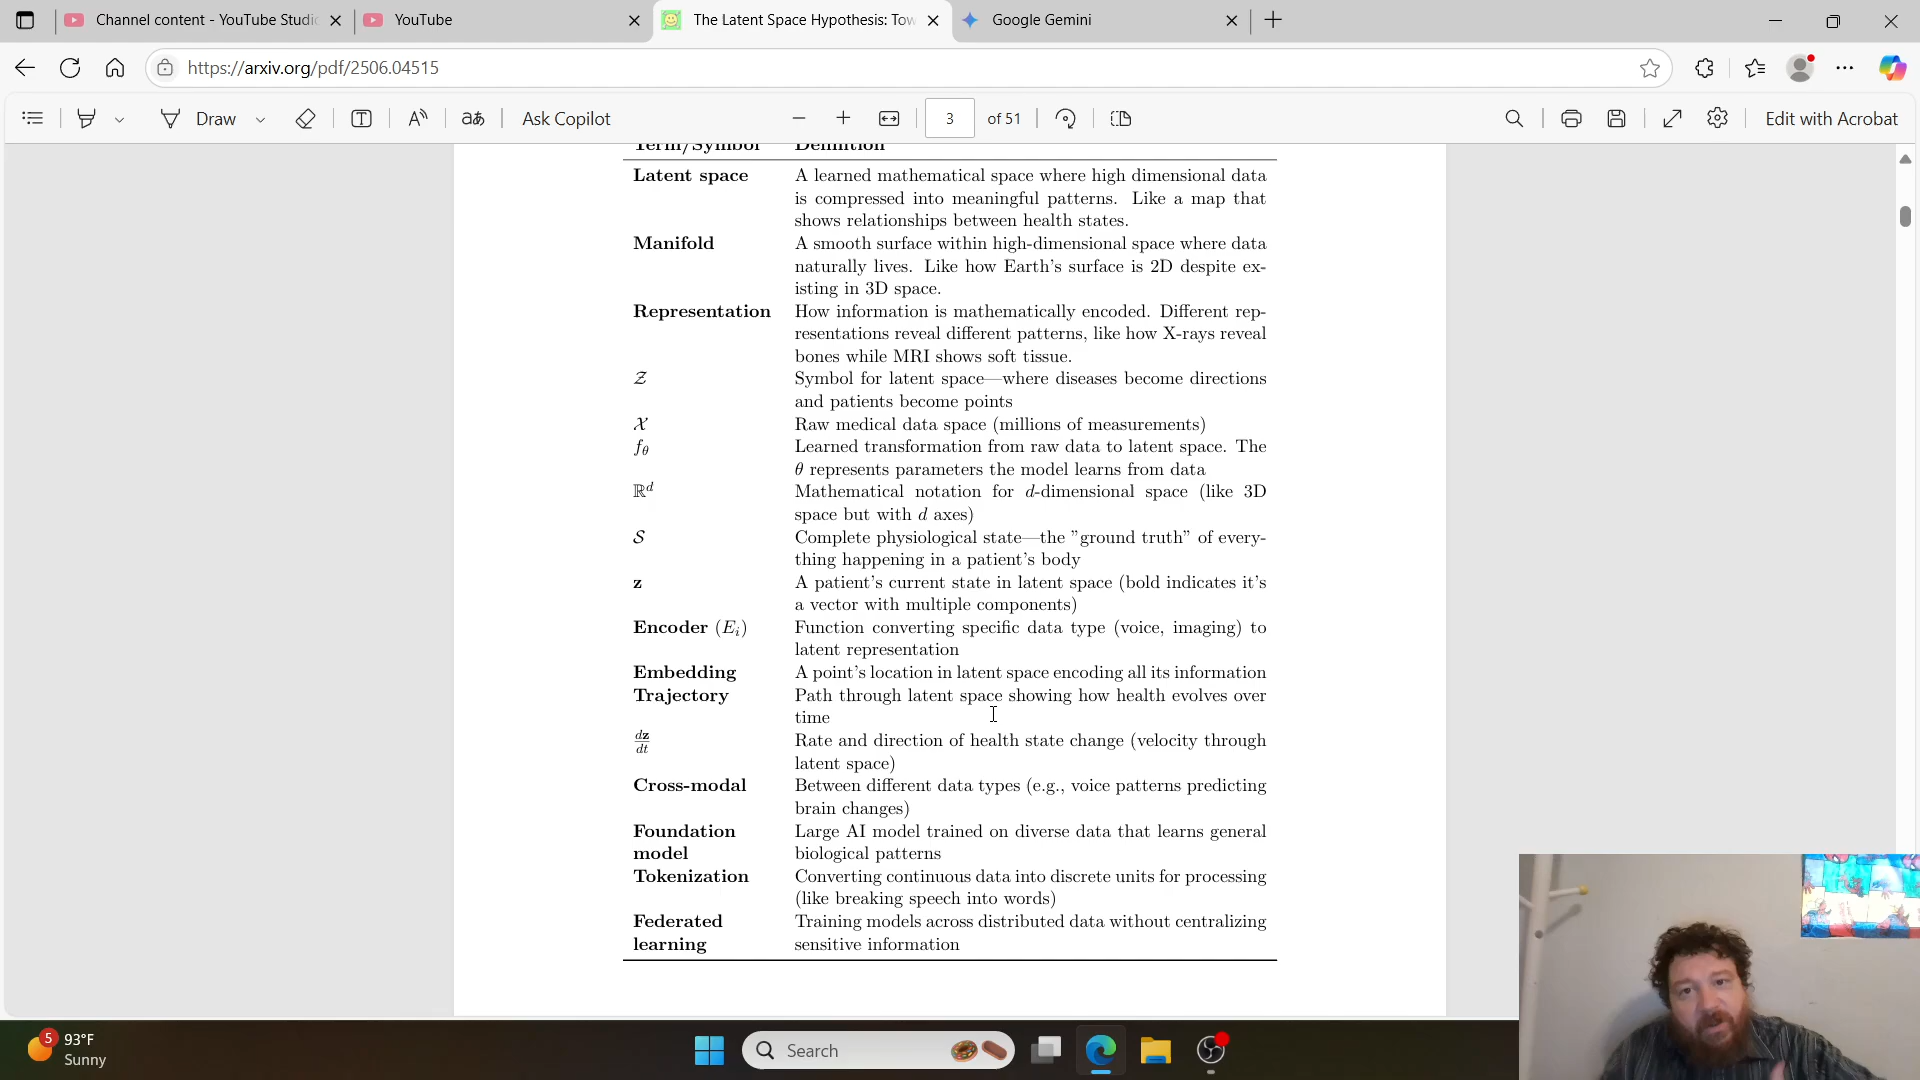 Channel content - YouTube Studio
YouTube
The Latent Space Hypothesis: Tow
Google Gemini
https://arxiv.org/pdf/2506.04515
Draw
aあ
Ask Copilot
3
of 51
Edit with Acrobat
Term/Symbol Definition
Latent space A learned mathematical space where high dimensional data
is compressed into meaningful patterns. Like a map that
shows relationships between health states.
Manifold A smooth surface within high-dimensional space where data
naturally lives. Like how Earth's surface is 2D despite ex-
isting in 3D space.
Representation How information is mathematically encoded. Different rep-
resentations reveal different patterns, like how X-rays reveal
bones while MRI shows soft tissue.
𝒵 Symbol for latent space—where diseases become directions
and patients become points
𝒳 Raw medical data space (millions of measurements)
fθ Learned transformation from raw data to latent space. The
θ represents parameters the model learns from data
ℝᵈ Mathematical notation for d-dimensional space (like 3D
space but with d axes)
𝒮 Complete physiological state—the ”ground truth” of every-
thing happening in a patient's body
z A patient's current state in latent space (bold indicates it's
a vector with multiple components)
Encoder (Eᵢ) Function converting specific data type (voice, imaging) to
latent representation
Embedding A point's location in latent space encoding all its information
Trajectory Path through latent space showing how health evolves over
time
dz/dt Rate and direction of health state change (velocity through
latent space)
Cross-modal Between different data types (e.g., voice patterns predicting
brain changes)
Foundation Large AI model trained on diverse data that learns general
model biological patterns
Tokenization Converting continuous data into discrete units for processing
(like breaking speech into words)
Federated Training models across distributed data without centralizing
learning sensitive information
5
93°F
Sunny
Search